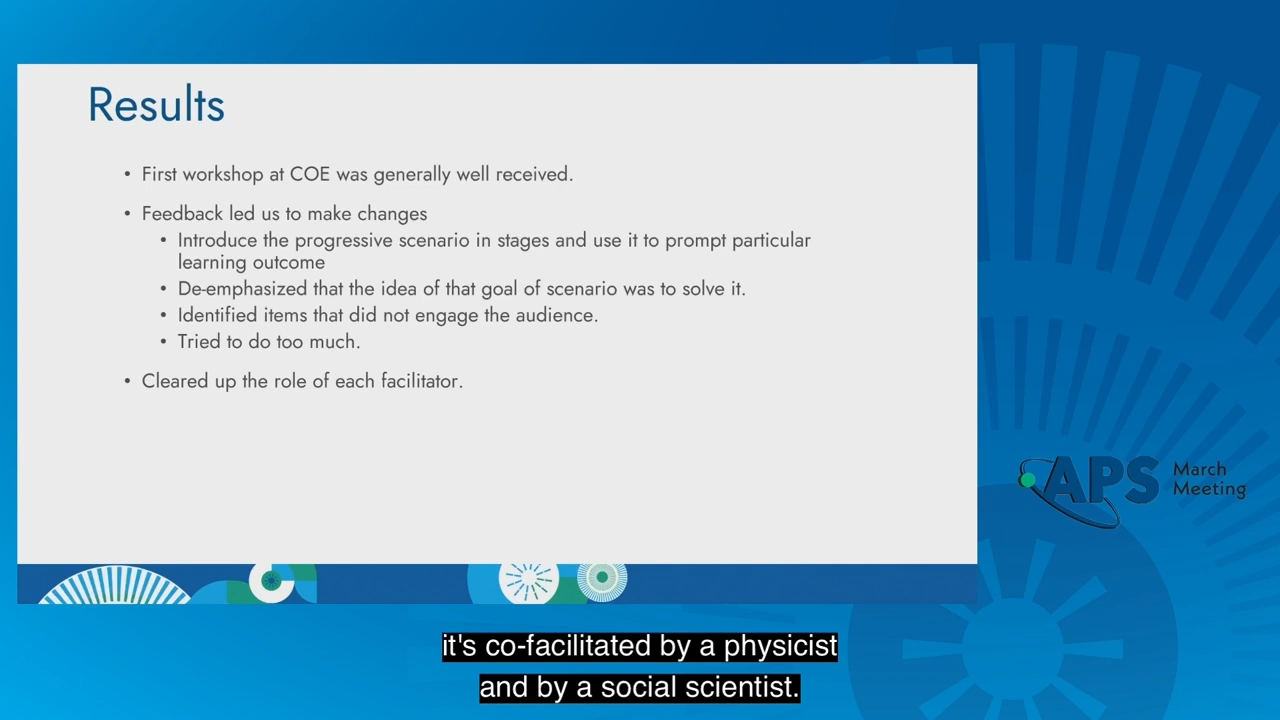 Results
• First workshop at COE was generally well received.
• Feedback led us to make changes
• Introduce the progressive scenario in stages and use it to prompt particular
learning outcome
• De-emphasized that the idea of that goal of scenario was to solve it.
• Identified items that did not engage the audience.
• Tried to do too much.
• Cleared up the role of each facilitator.
APS March
Meeting
it's co-facilitated by a physicist
and by a social scientist.